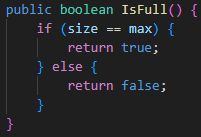 public boolean IsFull() {
    if (size == max) {
        return true;
    } else {
        return false;
    }
}